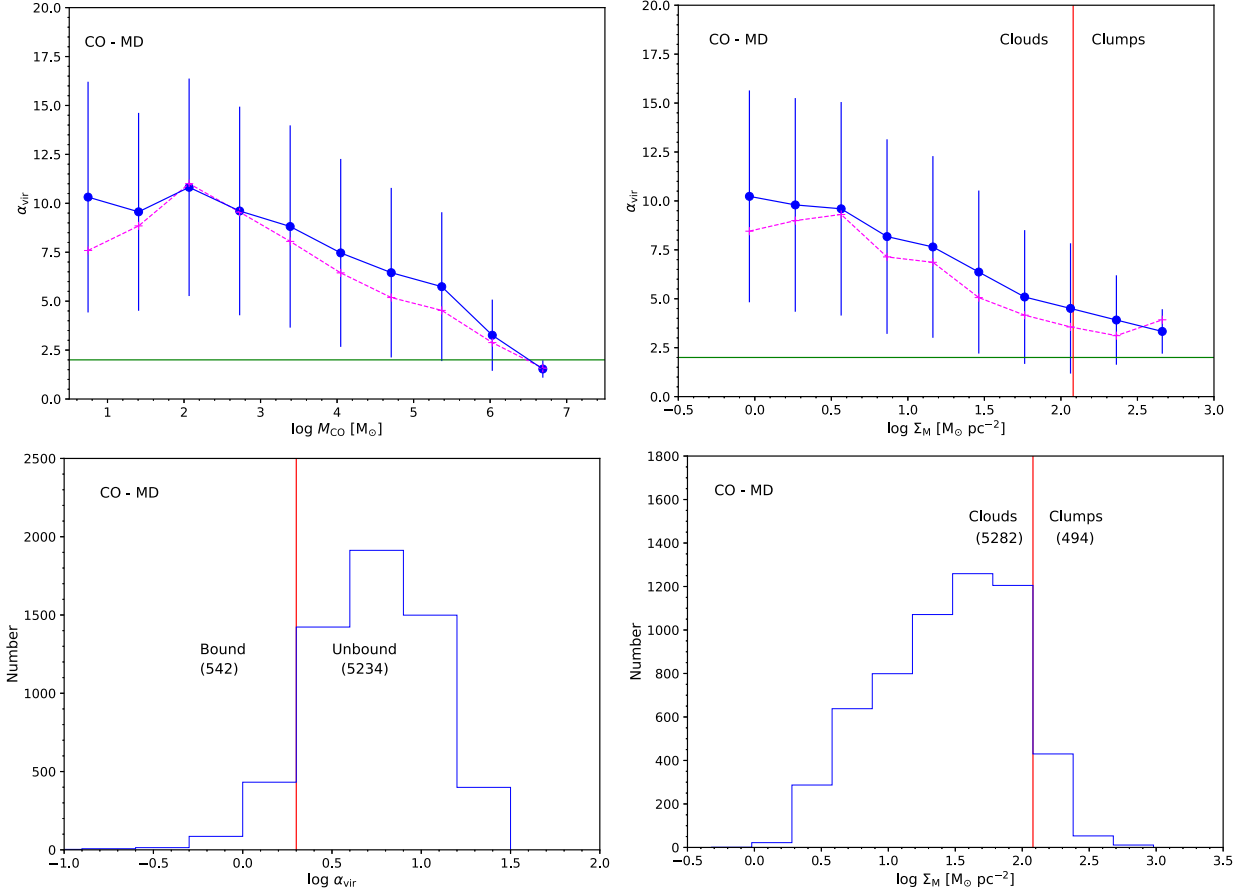 CO - MD
20.0
17.5
15.0
12.5
10.0
7.5
5.0
2.5
0.0
α_vir
1 2 3 4 5 6 7
log M_CO [M_⊙]
CO - MD
Clouds Clumps
20.0
17.5
15.0
12.5
10.0
7.5
5.0
2.5
0.0
α_vir
−0.5 0.0 0.5 1.0 1.5 2.0 2.5 3.0
log Σ_M [M_⊙ pc⁻²]
CO - MD
2500
2000
1500
1000
500
0
Number
Bound Unbound
(542) (5234)
−1.0 −0.5 0.0 0.5 1.0 1.5 2.0
log α_vir
CO - MD
1800
1600
1400
1200
1000
800
600
400
200
0
Number
Clouds Clumps
(5282) (494)
−0.5 0.0 0.5 1.0 1.5 2.0 2.5 3.0 3.5
log Σ_M [M_⊙ pc⁻²]